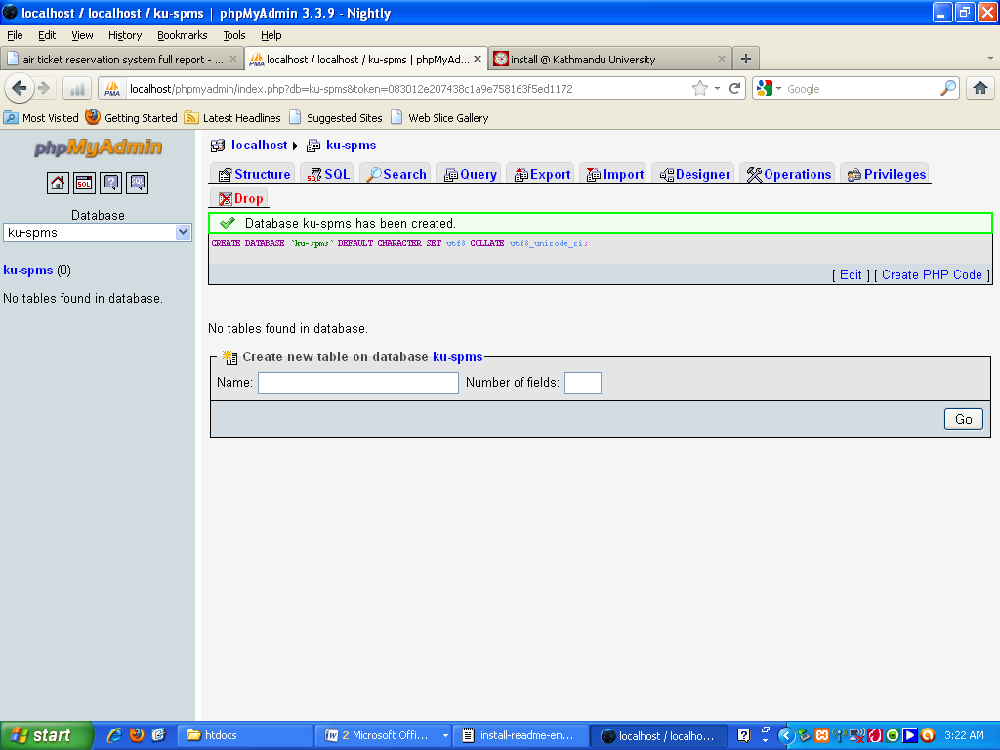 localhost / localhost / ku-spms | phpMyAdmin 3.3.9 - Nightly
File Edit View History Bookmarks Tools Help
air ticket reservation system full report - ...
localhost / localhost / ku-spms | phpMyAd...
install @ Kathmandu University
localhost/phpmyadmin/index.php?db=ku-spms&token=083012e207438c1a9e758163f5ed1172
Google
Most Visited Getting Started Latest Headlines Suggested Sites Web Slice Gallery
phpMyAdmin
SQL
Database
ku-spms
ku-spms (0)
No tables found in database.
localhost ku-spms
Structure SQL Search Query Export Import Designer Operations Privileges
Drop
Database ku-spms has been created.
CREATE DATABASE `ku-spms` DEFAULT CHARACTER SET utf8 COLLATE utf8_unicode_ci;
[ Edit ] [ Create PHP Code ]
No tables found in database.
Create new table on database ku-spms
Name: Number of fields:
Go
start htdocs 2 Microsoft Offi... install-readme-en... localhost / localho... 3:22 AM